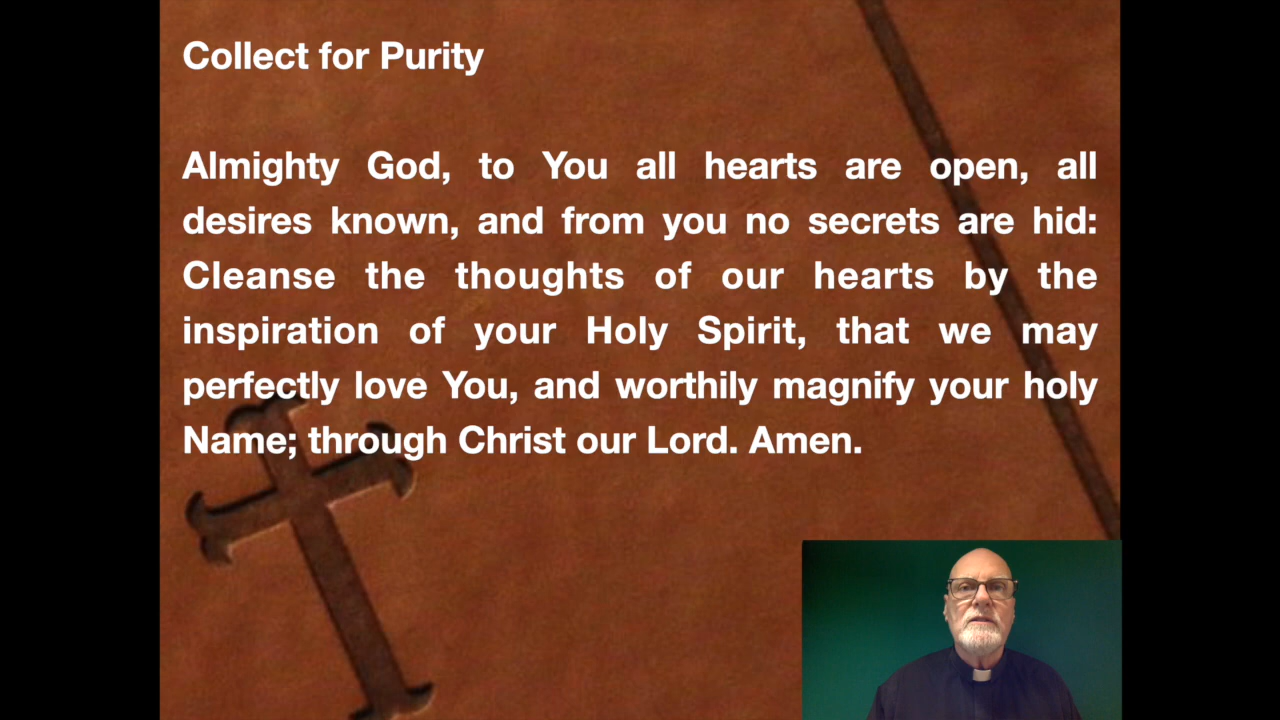 Collect for Purity
Almighty God, to You all hearts are open, all
desires known, and from you no secrets are hid:
Cleanse the thoughts of our hearts by the
inspiration of your Holy Spirit, that we may
perfectly love You, and worthily magnify your holy
Name; through Christ our Lord. Amen.